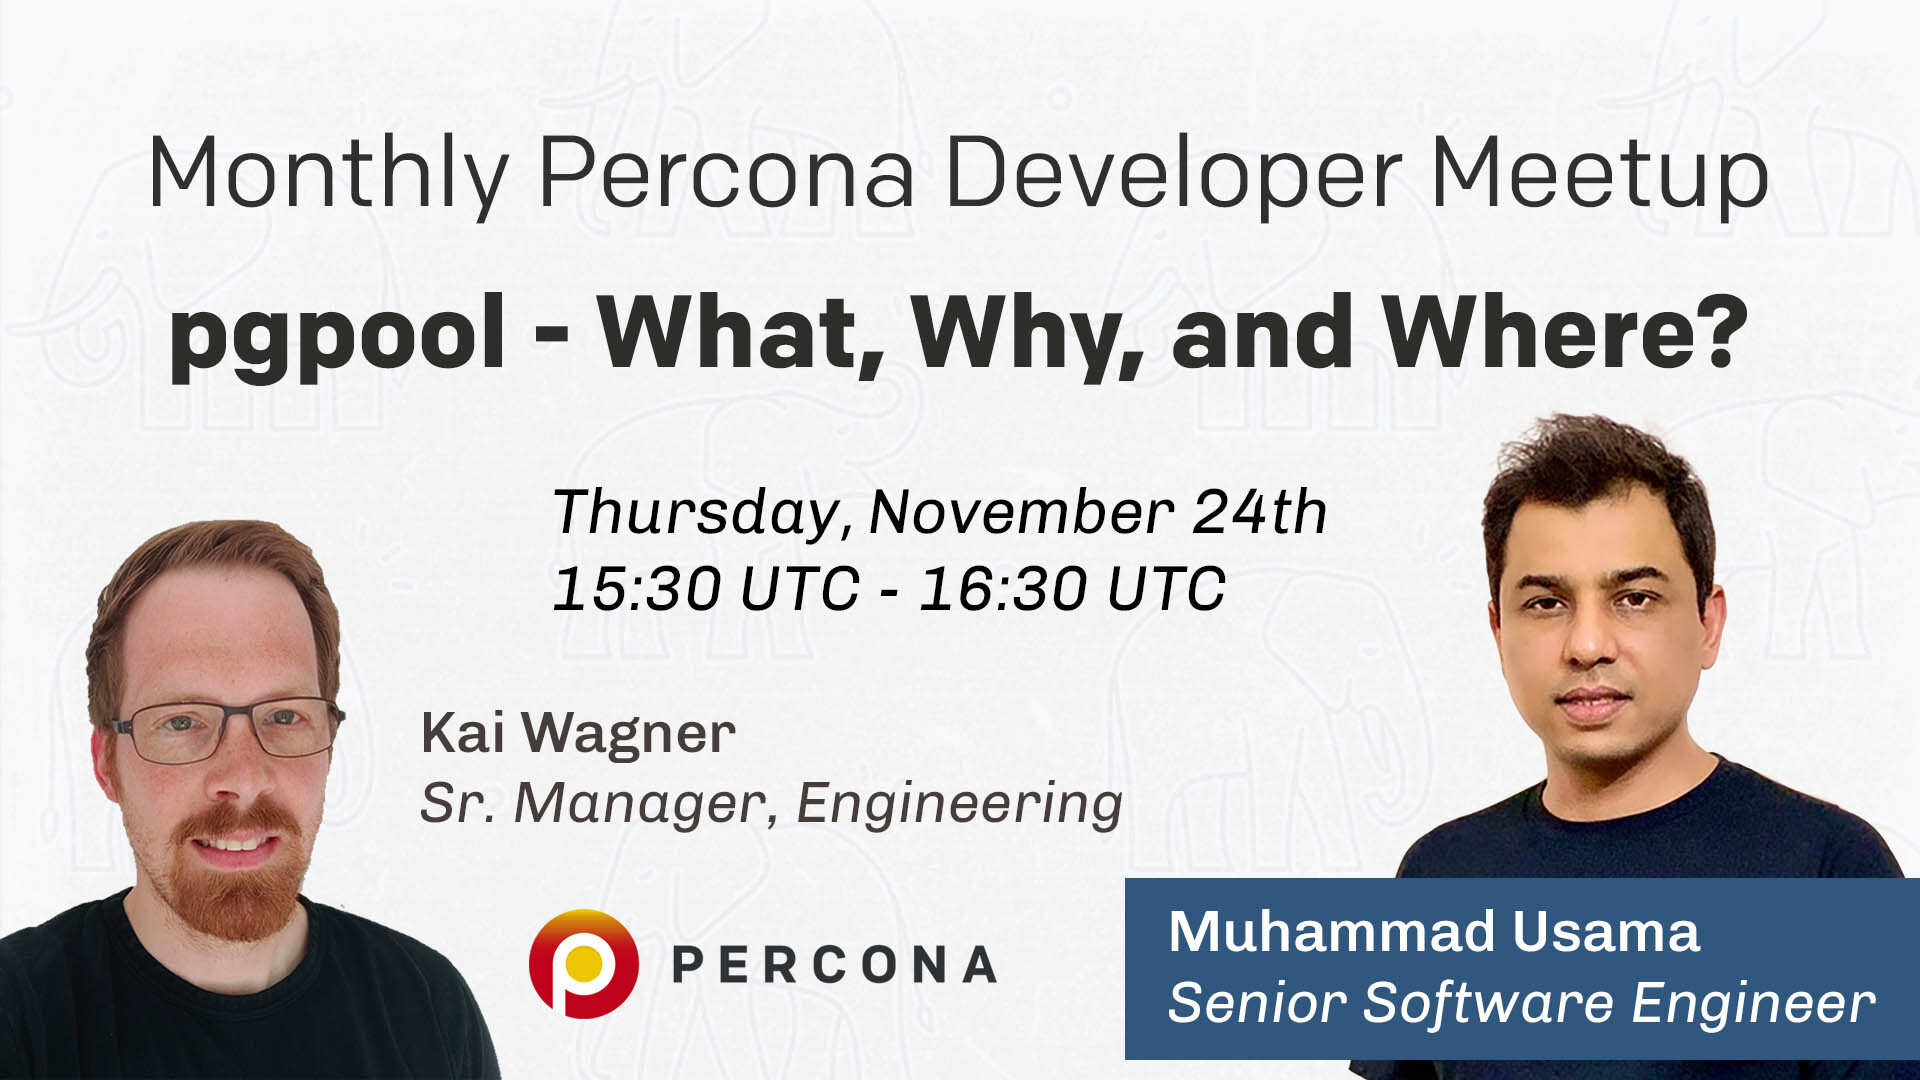 Monthly Percona Developer Meetup
pgpool - What, Why, and Where?
Thursday, November 24th
15:30 UTC - 16:30 UTC
Kai Wagner
Sr. Manager, Engineering
PERCONA
Muhammad Usama
Senior Software Engineer